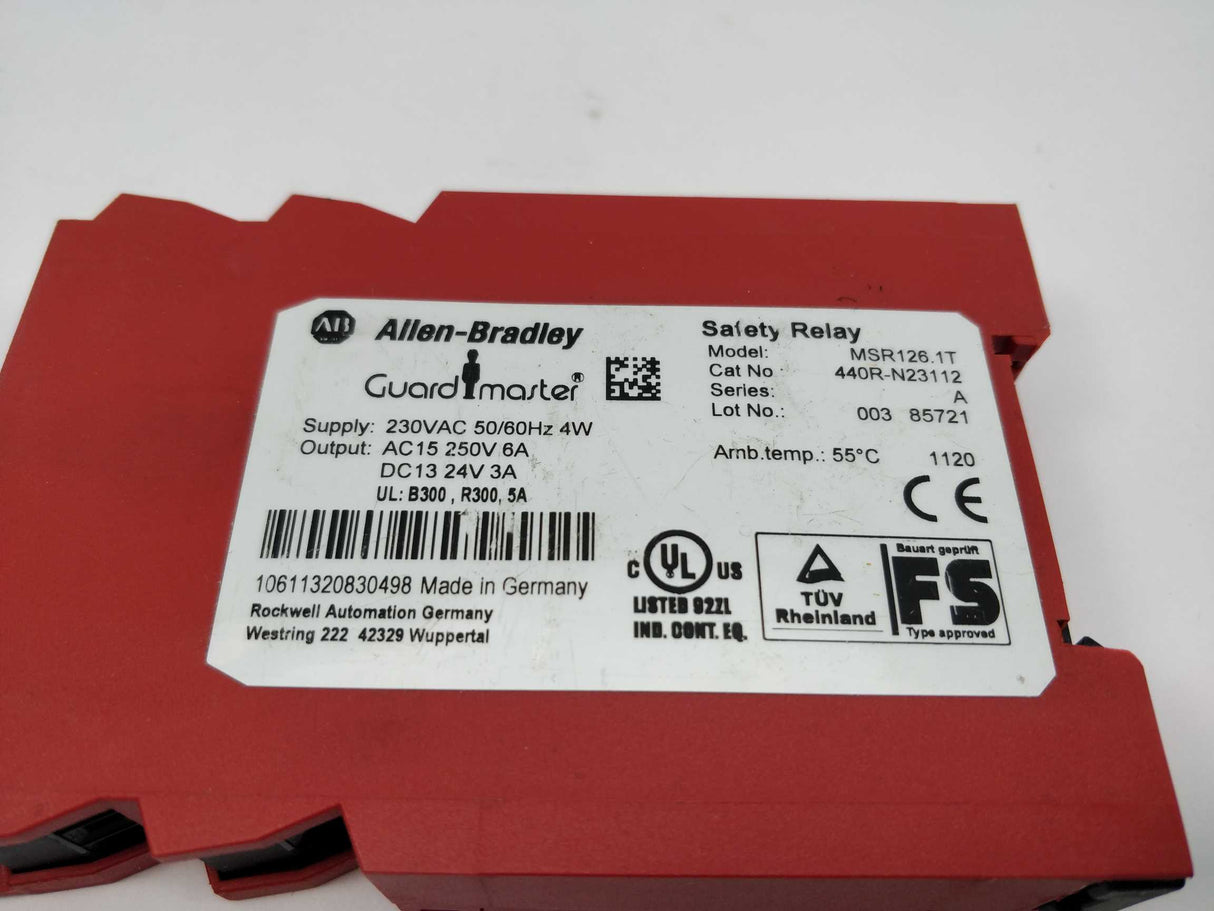 AB Allen-Bradley
Guardmaster®
Supply: 230VAC 50/60Hz 4W
Output: AC15 250V 6A
DC13 24V 3A
UL: B300, R300, 5A
10611320830498 Made in Germany
Rockwell Automation Germany
Westring 222 42329 Wuppertal
Safety Relay
Model: MSR126.1T
Cat No : 440R-N23112
Series: A
Lot No.: 003 85721
Amb.temp.: 55°C 1120
CE
C UL US
LISTED 92ZL
IND. CONT. EQ.
TÜV
Rheinland
Bauart geprüft
FS
Type approved